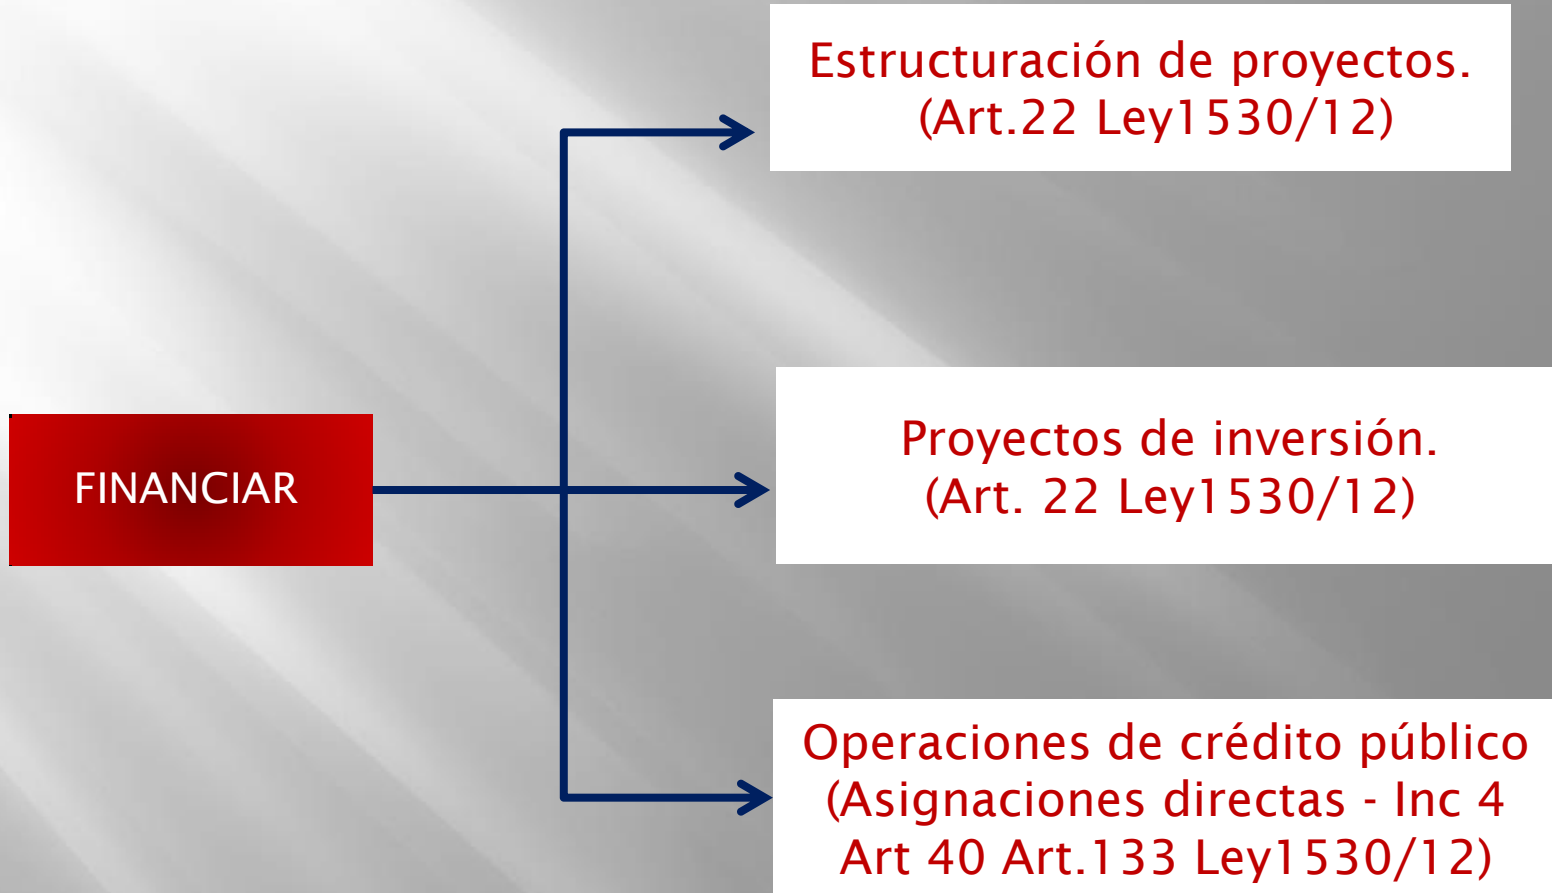 Estructuración de proyectos.
(Art.22 Ley1530/12)
FINANCIAR
Proyectos de inversión.
(Art. 22 Ley1530/12)
Operaciones de crédito público
(Asignaciones directas - Inc 4
Art 40 Art.133 Ley1530/12)